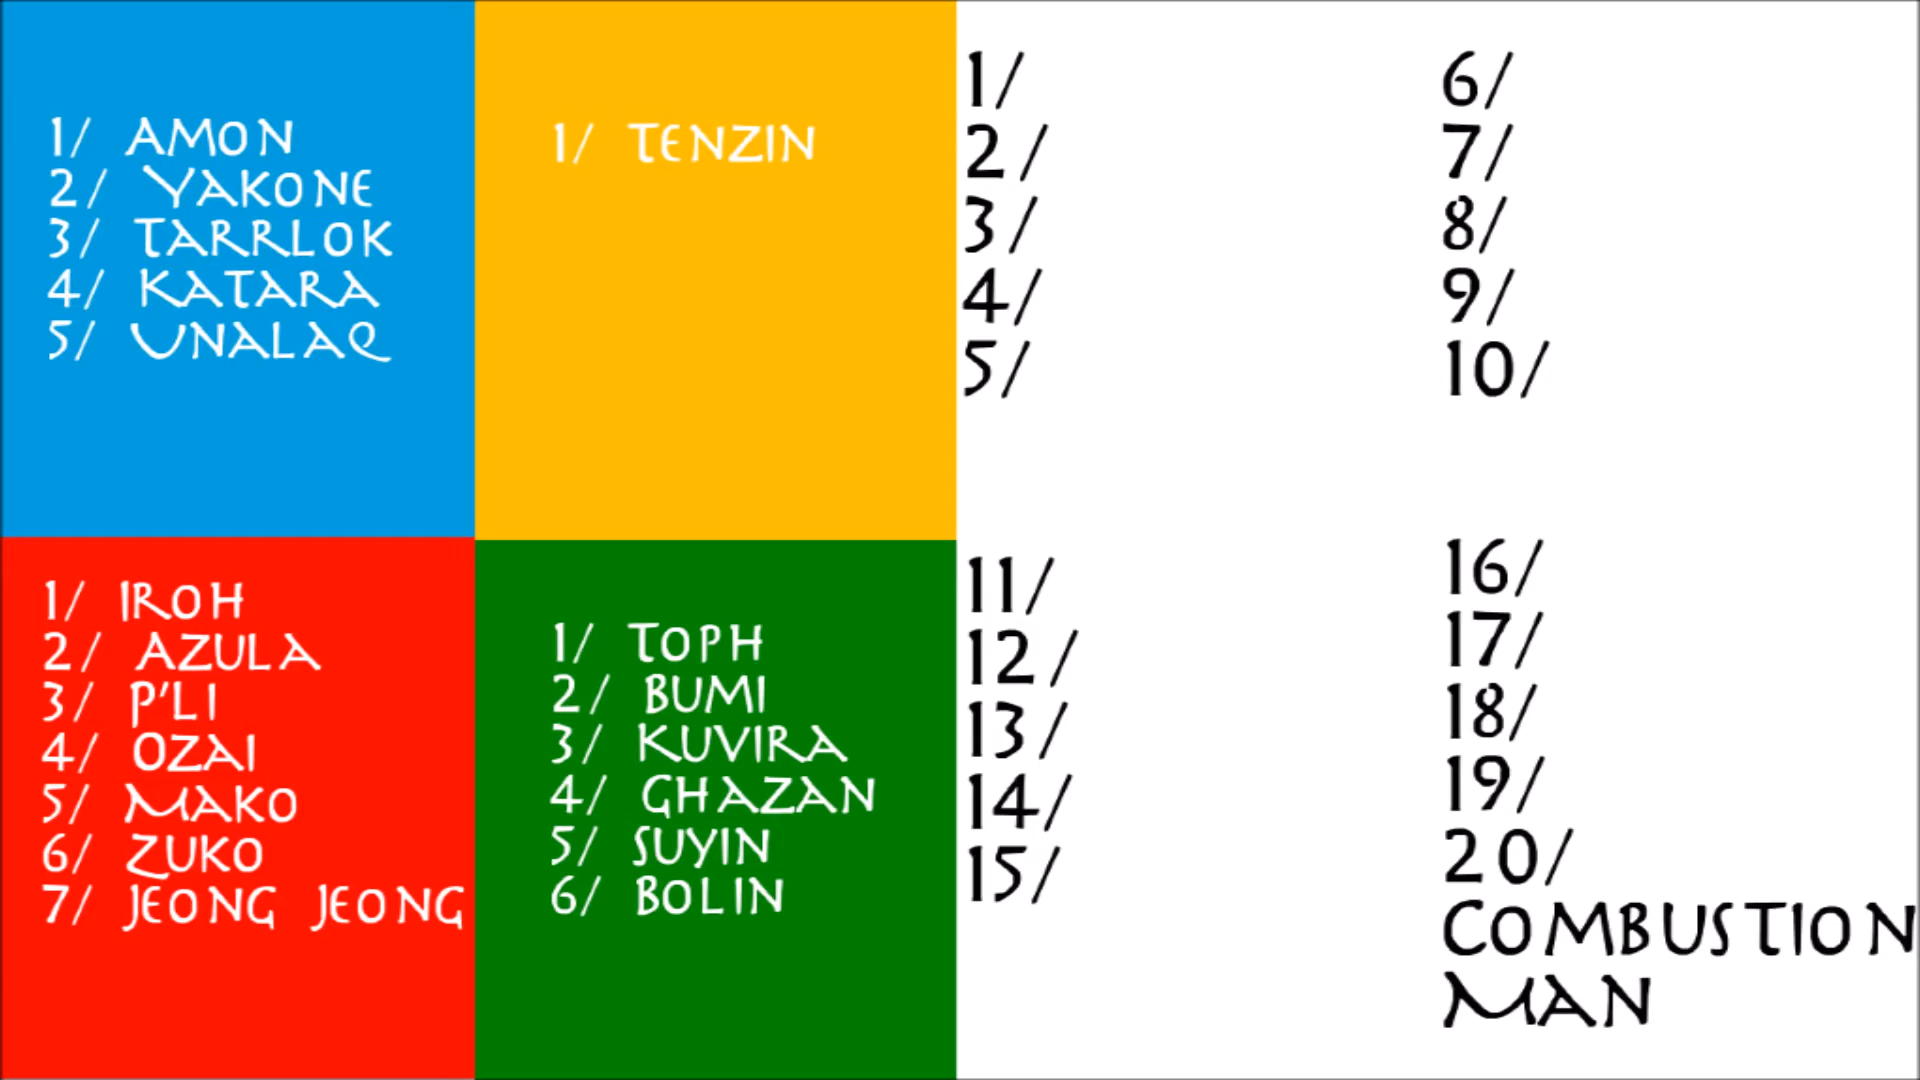 1/ AMON
2/ YAKONE
3/ TARRLOK
4/ KATARA
5/ UNALAQ
1/ TENZIN
1/ IROH
2/ AZULA
3/ P'LI
4/ OZAI
5/ MAKO
6/ ZUKO
7/ JEONG JEONG
1/ TOPH
2/ BUMI
3/ KUVIRA
4/ GHAZAN
5/ SUYIN
6/ BOLIN
1/
2/
3/
4/
5/
6/
7/
8/
9/
10/
11/
12/
13/
14/
15/
16/
17/
18/
19/
20/
COMBUSTION
MAN